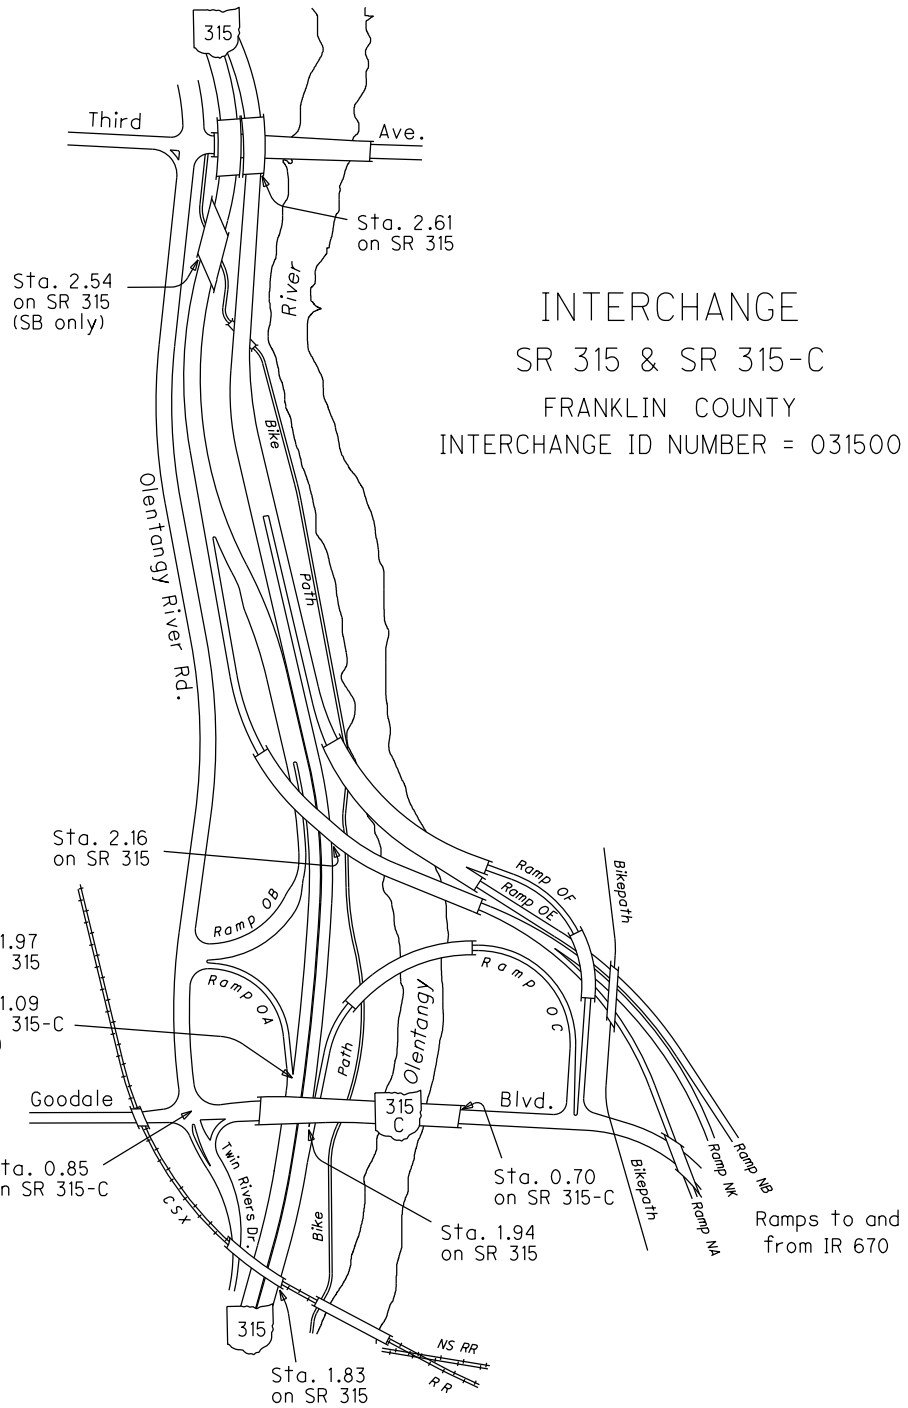 315
Third
Ave.
Sta. 2.61
on SR 315
Sta. 2.54
on SR 315
(SB only)
River
INTERCHANGE
SR 315 & SR 315-C
FRANKLIN COUNTY
INTERCHANGE ID NUMBER = 031500
Bike
Olentangy River Rd.
Path
Sta. 2.16
on SR 315
Ramp OF
Ramp OE
Bikepath
Ramp OB
1.97
315
Ramp OA
Ramp OC
1.09
315-C
Olentangy
Path
Goodale
315
C
Blvd.
Twin Rivers Dr.
ta. 0.85
n SR 315-C
CSX
Bike
Sta. 0.70
on SR 315-C
Sta. 1.94
on SR 315
Bikepath
Ramp NB
Ramp NK
Ramp NA
Ramps to and
from IR 670
315
NS RR
RR
Sta. 1.83
on SR 315